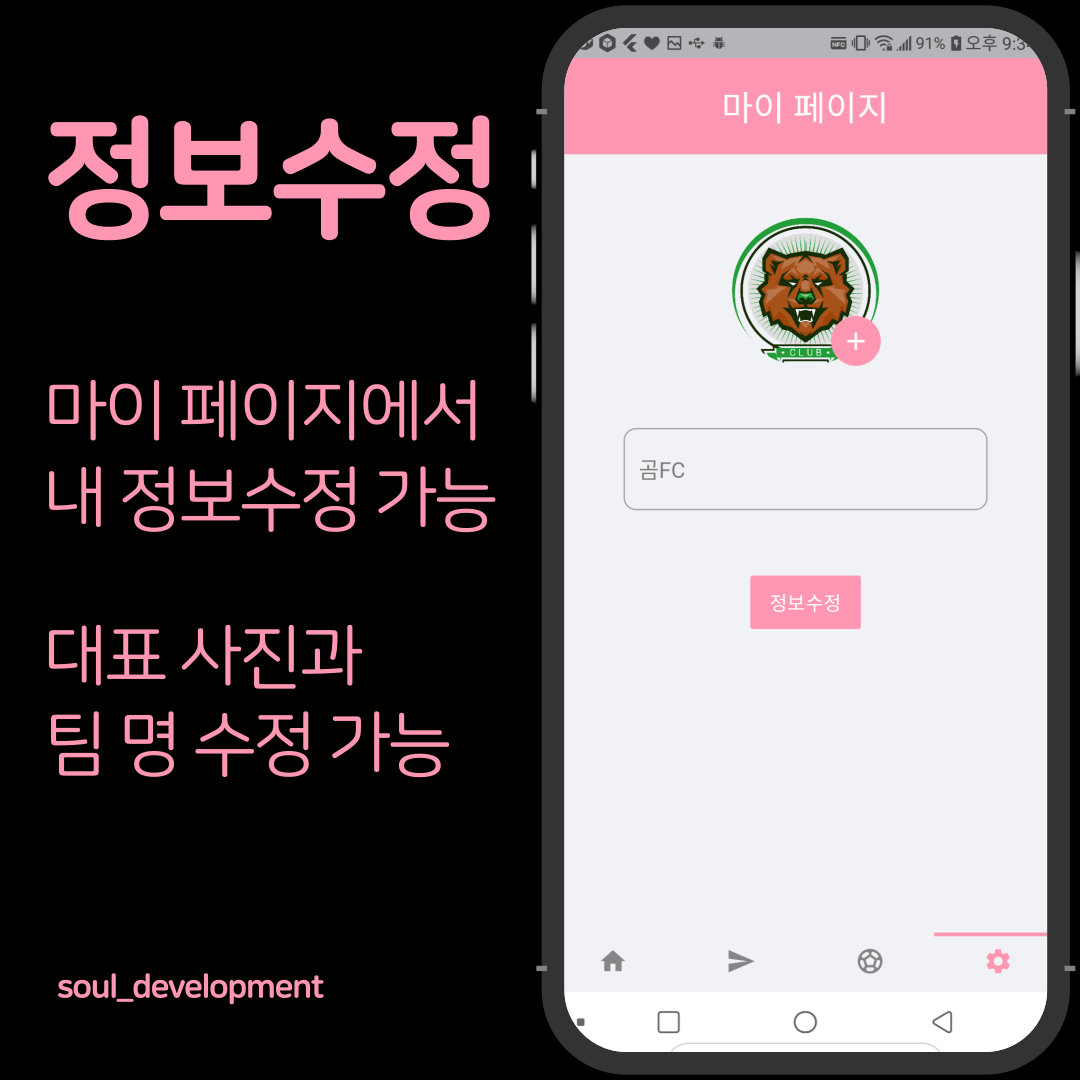 정보수정
마이 페이지에서
내 정보수정 가능
대표 사진과
팀 명 수정 가능
soul_development
NFC 91% 오후
마이 페이지
CLUB
곰FC
정보수정